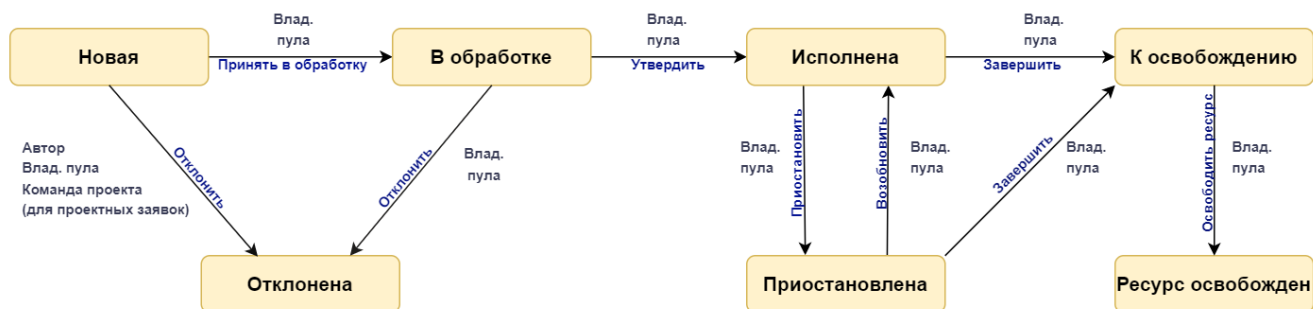 Новая
Влад.
пула
Принять в обработку
В обработке
Влад.
пула
Утвердить
Исполнена
Влад.
пула
Завершить
К освобождению
Автор
Влад. пула
Команда проекта
(для проектных заявок)
Отклонить
Отклонить
Влад.
пула
Влад.
пула
Приостановить
Возобновить
Влад.
пула
Завершить
Влад.
пула
Освободить ресурс
Влад.
пула
Отклонена
Приостановлена
Ресурс освобожден